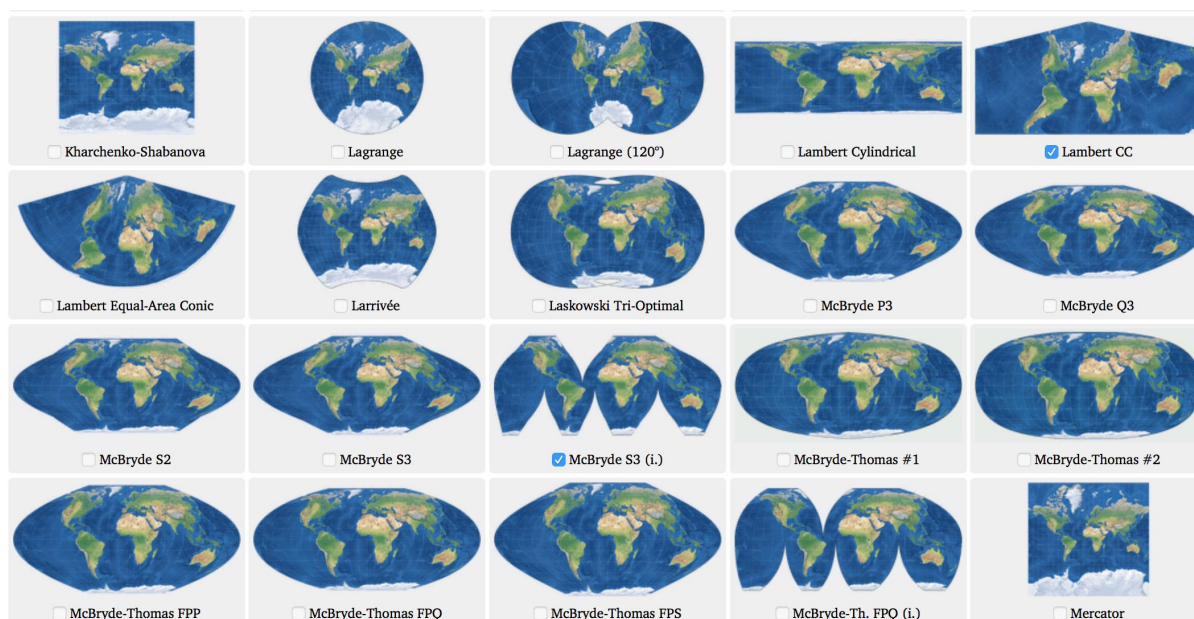 Kharchenko-Shabanova
Lagrange
Lagrange (120°)
Lambert Cylindrical
Lambert CC
Lambert Equal-Area Conic
Larrivée
Laskowski Tri-Optimal
McBryde P3
McBryde Q3
McBryde S2
McBryde S3
McBryde S3 (i.)
McBryde-Thomas #1
McBryde-Thomas #2
McBryde-Thomas FPP
McBryde-Thomas FPQ
McBryde-Thomas FPS
McBryde-Th. FPQ (i.)
Mercator